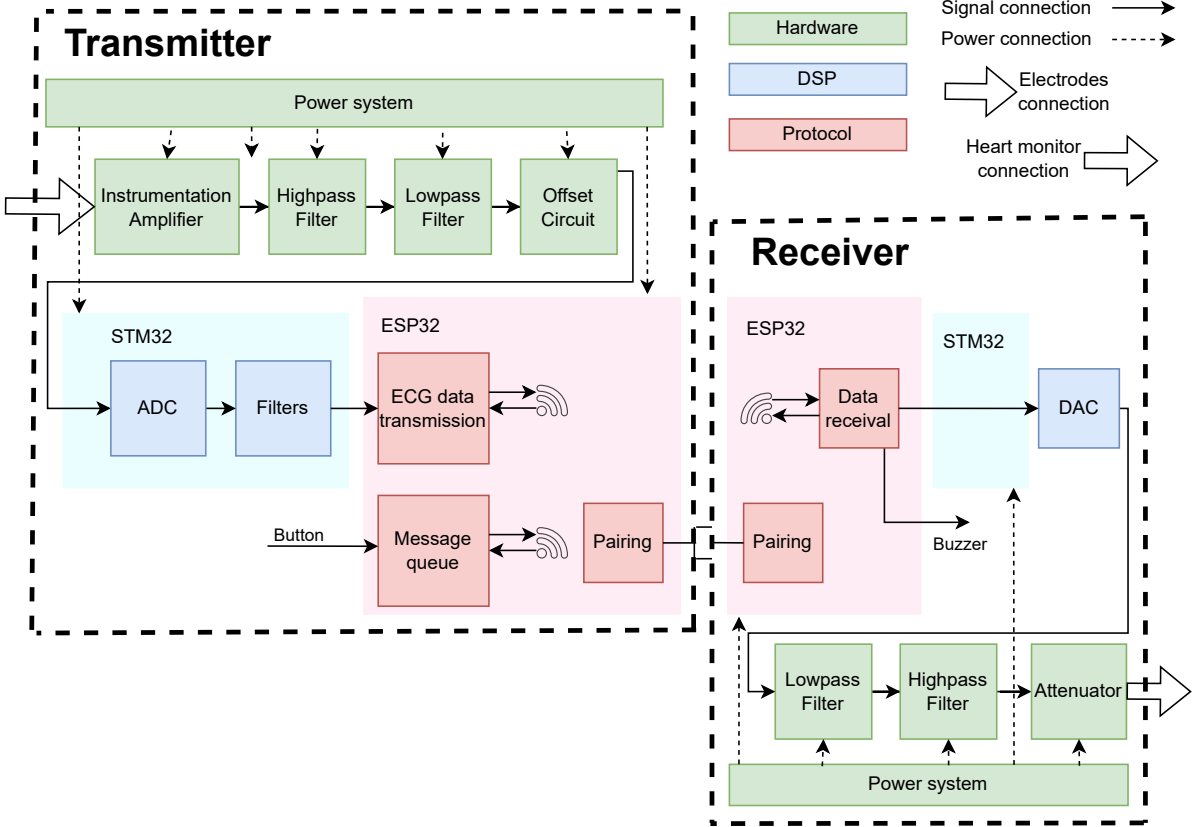 Transmitter
Power system
Instrumentation
Amplifier
Highpass
Filter
Lowpass
Filter
Offset
Circuit
STM32
ADC
Filters
ESP32
ECG data
transmission
Button
Message
queue
Pairing
Hardware
DSP
Protocol
Signal connection
Power connection
Electrodes
connection
Heart monitor
connection
Receiver
ESP32
Data
receival
STM32
DAC
Buzzer
Pairing
Lowpass
Filter
Highpass
Filter
Attenuator
Power system